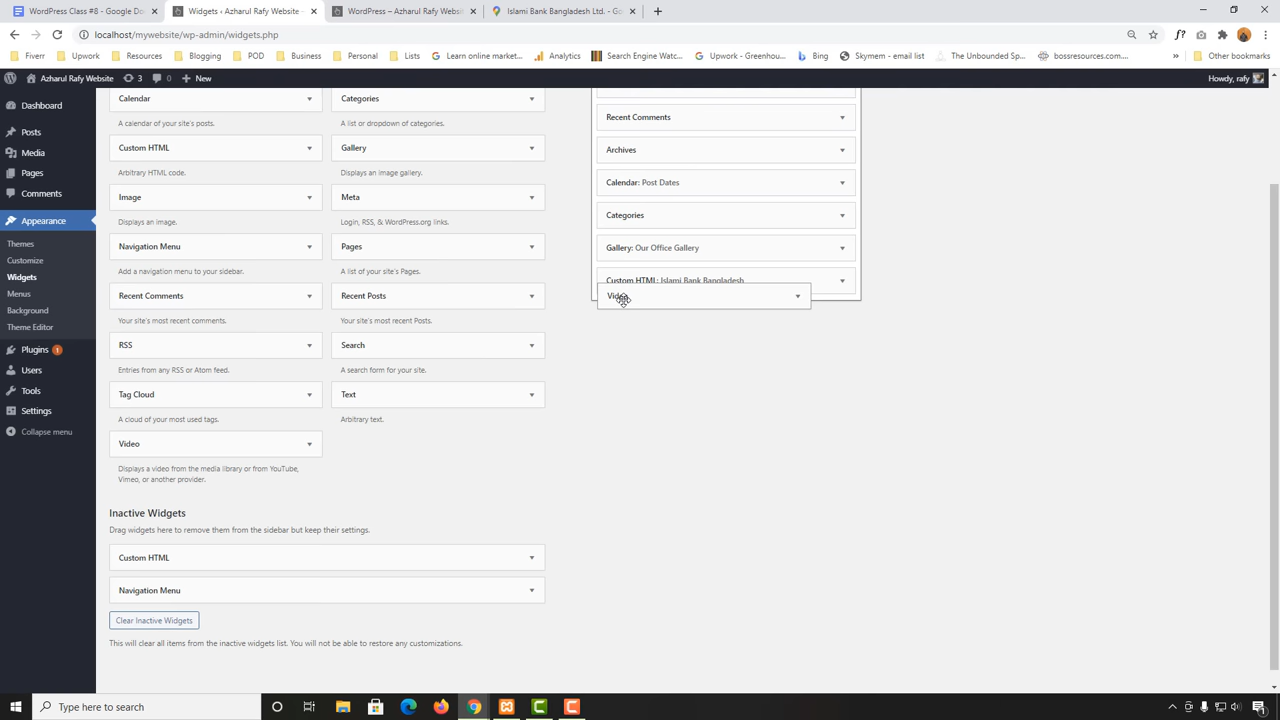 WordPress Class #8 - Google Do
Widgets ‹ Azharul Rafy Website -
WordPress – Azharul Rafy Websit
Islami Bank Bangladesh Ltd. - Goo
localhost/mywebsite/wp-admin/widgets.php
Fiverr
Upwork
Resources
Blogging
POD
Business
Personal
Lists
Learn online market...
Analytics
Search Engine Watc...
Upwork - Greenhou...
Bing
Skymem - email list
The Unbounded Sp...
bossresources.com...
Other bookmarks
Azharul Rafy Website
3
0
New
Howdy, rafy
Dashboard
Posts
Media
Pages
Comments
Appearance
Themes
Customize
Widgets
Menus
Background
Theme Editor
Plugins 1
Users
Tools
Settings
Collapse menu
Calendar
Categories
A calendar of your site's posts.
A list or dropdown of categories.
Custom HTML
Gallery
Arbitrary HTML code.
Displays an image gallery.
Image
Meta
Displays an image.
Login, RSS, & WordPress.org links.
Navigation Menu
Pages
Add a navigation menu to your sidebar.
A list of your site's Pages.
Recent Comments
Recent Posts
Your site's most recent comments.
Your site's most recent Posts.
RSS
Search
Entries from any RSS or Atom feed.
A search form for your site.
Tag Cloud
Text
A cloud of your most used tags.
Arbitrary text.
Video
Displays a video from the media library or from YouTube,
Vimeo, or another provider.
Inactive Widgets
Drag widgets here to remove them from the sidebar but keep their settings.
Custom HTML
Navigation Menu
Clear Inactive Widgets
This will clear all items from the inactive widgets list. You will not be able to restore any customizations.
Recent Comments
Archives
Calendar: Post Dates
Categories
Gallery: Our Office Gallery
Custom HTML: Islami Bank Bangladesh
Video
Type here to search